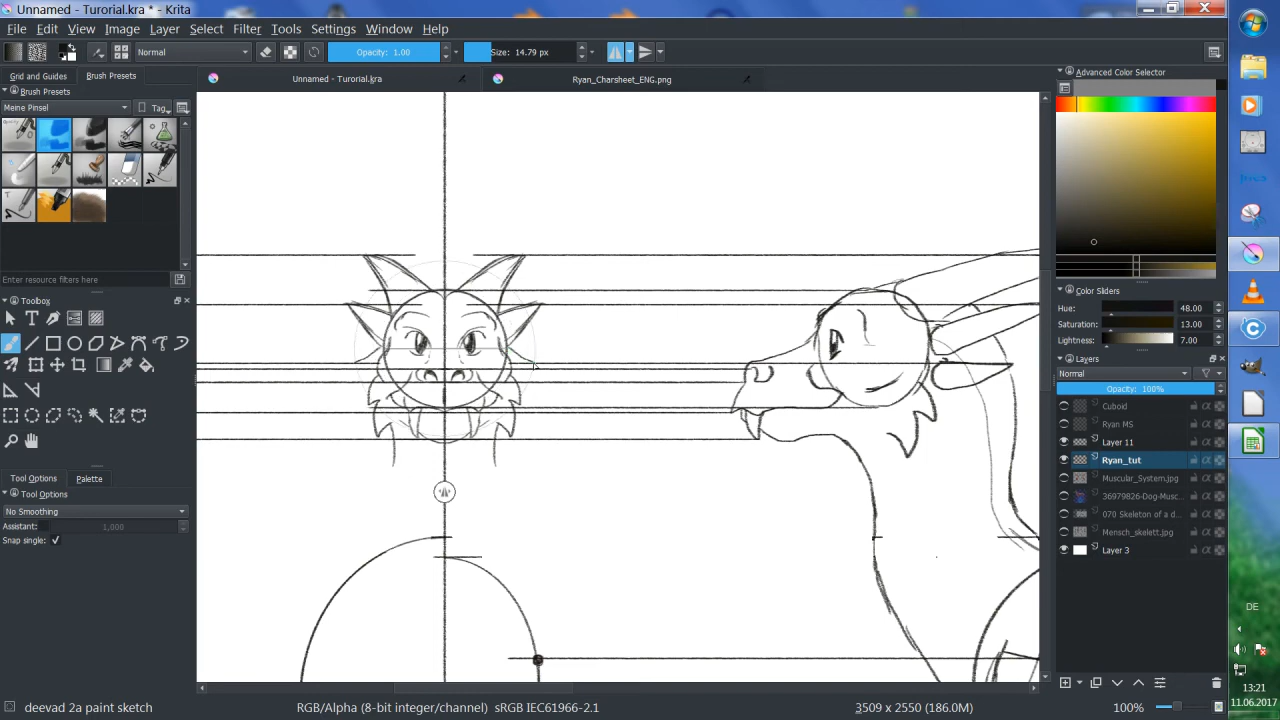 Unnamed - Turorial.kra * - Krita
File Edit View Image Layer Select Filter Tools Settings Window Help
Normal
Opacity: 1.00
Size: 14.79 px
Grid and Guides Brush Presets
Unnamed - Turorial.kra
Ryan_Charsheet_ENG.png
Advanced Color Selector
Brush Presets
Meine Pinsel
Tag
Enter resource filters here
Toolbox
Color Sliders
Hue: 48.00
Saturation: 13.00
Lightness: 7.00
Layers
Normal
Opacity: 100%
Cuboid
Ryan MS
Layer 11
Ryan_tut
Muscular_System.jpg
36979826-Dog-Musc...
070 Skeleton of a d...
Mensch_skelett.jpg
Layer 3
Tool Options Palette
Tool Options
No Smoothing
Assistant: 1,000
Snap single:
DE
13:21
11.06.2017
deevad 2a paint sketch
RGB/Alpha (8-bit integer/channel) sRGB IEC61966-2.1
3509 x 2550 (186.0M)
100%